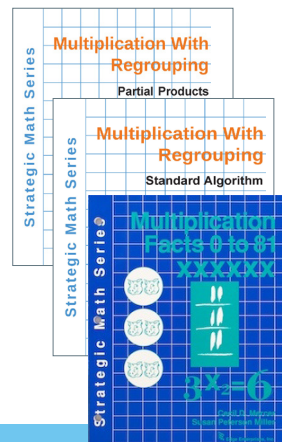 Strategic Math Series
Multiplication With
Regrouping
Partial Products
Strategic Math Series
Multiplication With
Regrouping
Standard Algorithm
Strategic Math Series
Multiplication
Facts 0 to 81
XXXXXX
3x2=6
Cecil D. Mercer
Susan Peterson Miller